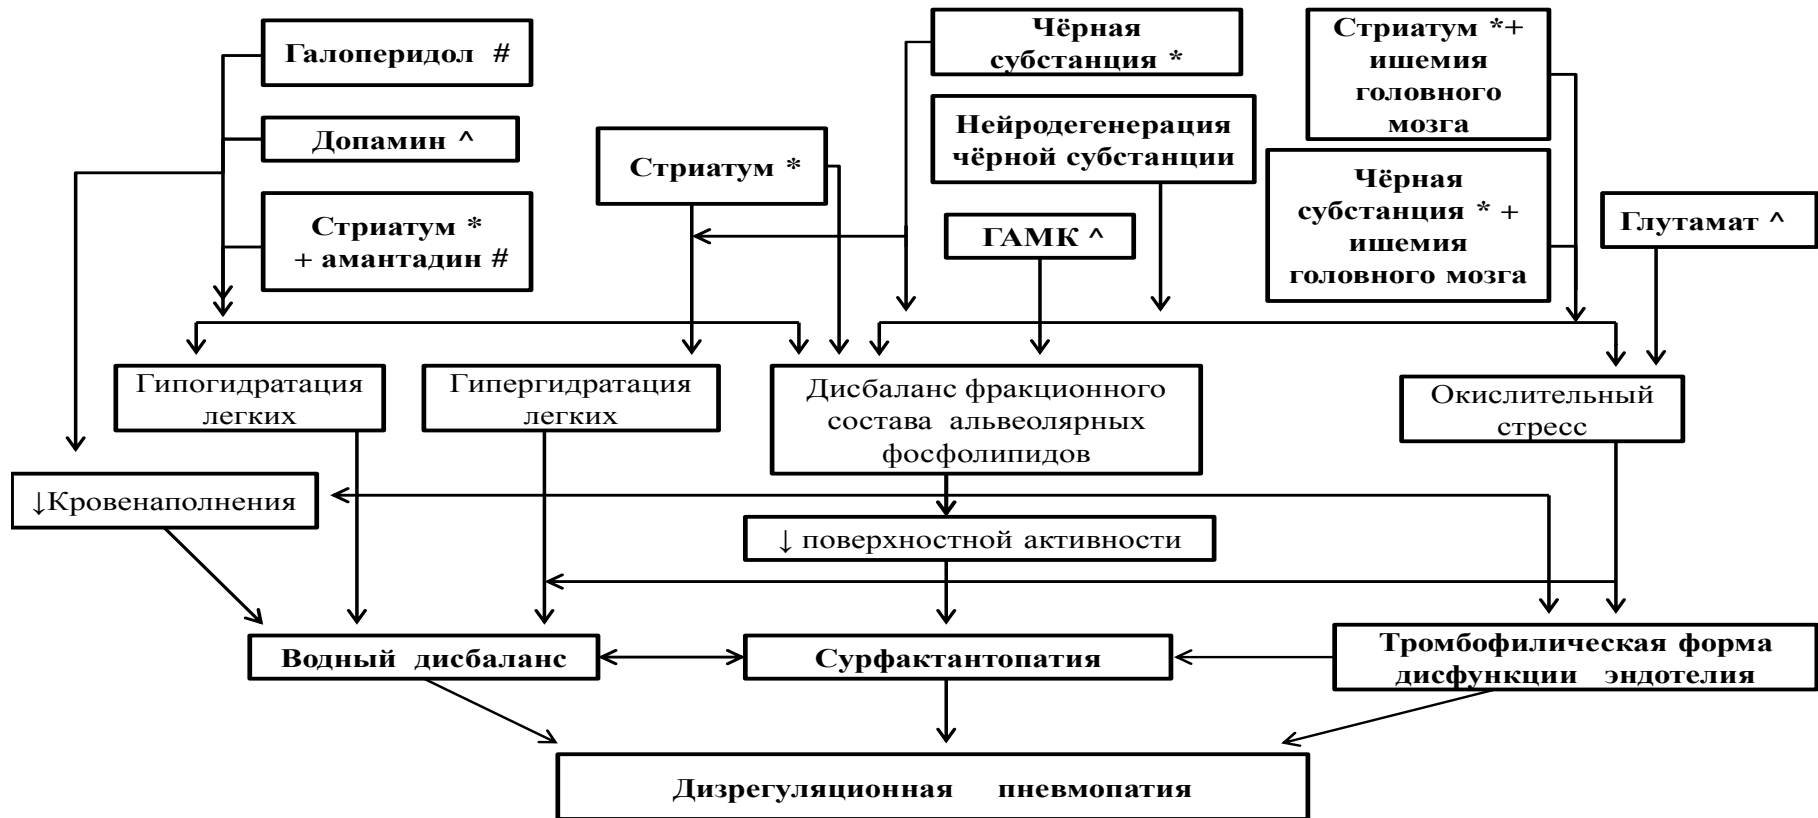 Галоперидол #
Чёрная
субстанция *
Стриатум *+
ишемия
головного
мозга
Допамин ^
Стриатум *
Нейродегенерация
чёрной субстанции
Чёрная
субстанция * +
ишемия
головного мозга
Глутамат ^
Стриатум *
+ амантадин #
ГАМК ^
Гипогидратация
легких
Гипергидратация
легких
Дисбаланс фракционного
состава альвеолярных
фосфолипидов
Окислительный
стресс
↓Кровенаполнения
↓ поверхностной активности
Водный дисбаланс
Сурфактантопатия
Тромбофилическая форма
дисфункции эндотелия
Дизрегуляционная пневмопатия